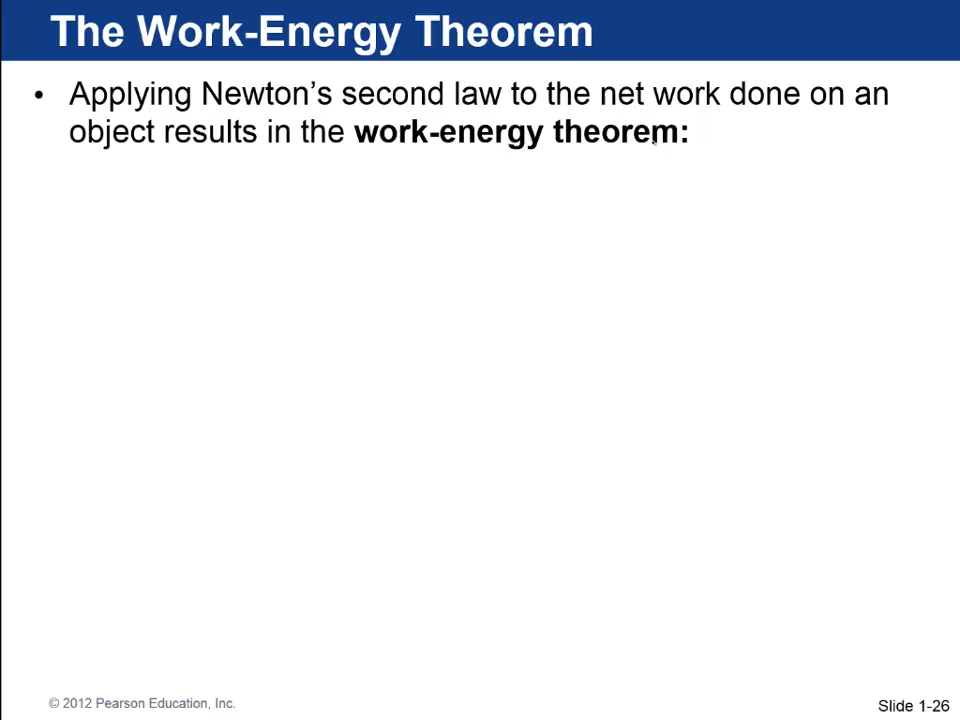 The Work-Energy Theorem
• Applying Newton's second law to the net work done on an
object results in the work-energy theorem:
© 2012 Pearson Education, Inc.
Slide 1-26